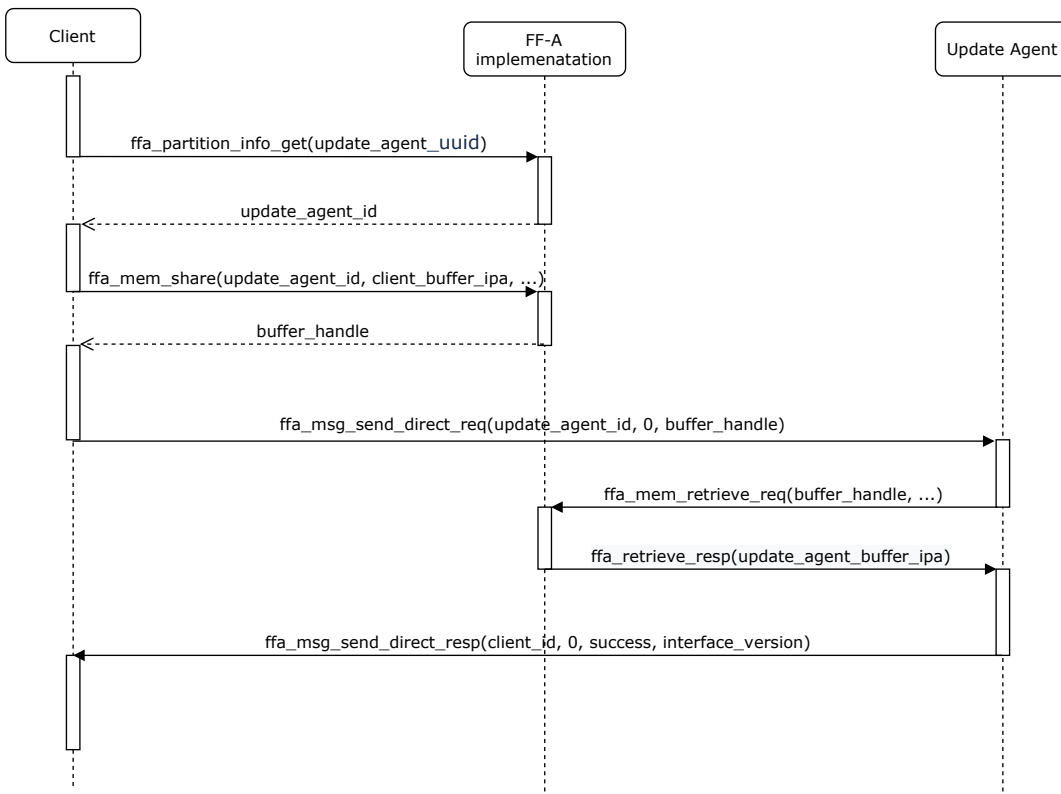 Client
FF-A
implemenatation
Update Agent
ffa_partition_info_get(update_agent_uuid)
update_agent_id
ffa_mem_share(update_agent_id, client_buffer_ipa, ...)
buffer_handle
ffa_msg_send_direct_req(update_agent_id, 0, buffer_handle)
ffa_mem_retrieve_req(buffer_handle, ...)
ffa_retrieve_resp(update_agent_buffer_ipa)
ffa_msg_send_direct_resp(client_id, 0, success, interface_version)